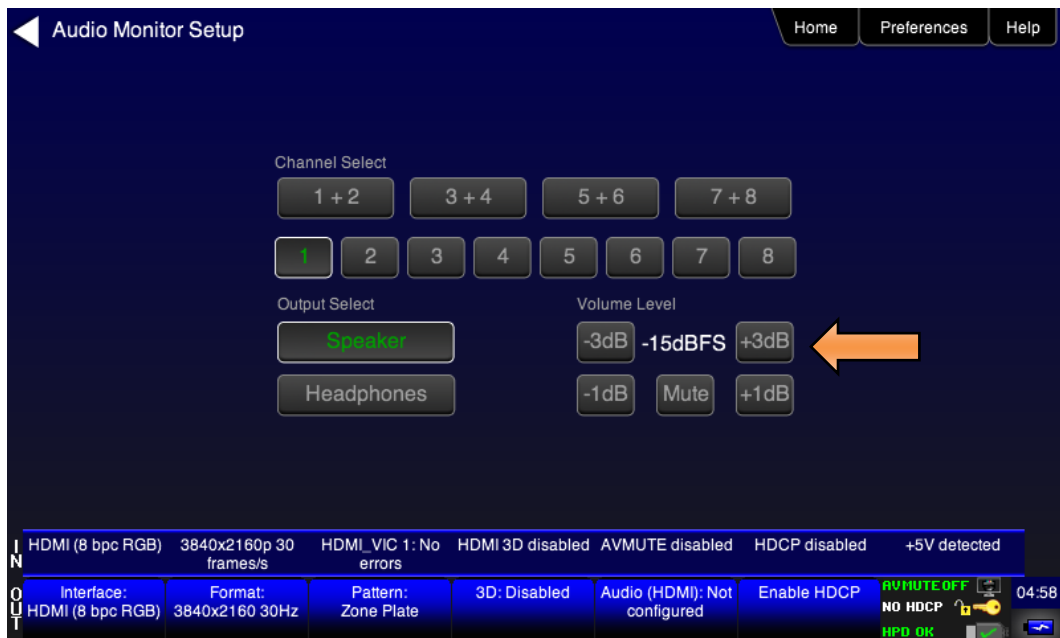 Audio Monitor Setup
Home
Preferences
Help
Channel Select
1 + 2
3 + 4
5 + 6
7 + 8
1
2
3
4
5
6
7
8
Output Select
Volume Level
Speaker
-3dB
-15dBFS
+3dB
Headphones
-1dB
Mute
+1dB
IN
HDMI (8 bpc RGB)
3840x2160p 30
frames/s
HDMI_VIC 1: No
errors
HDMI 3D disabled
AVMUTE disabled
HDCP disabled
+5V detected
OUT
Interface:
HDMI (8 bpc RGB)
Format:
3840x2160 30Hz
Pattern:
Zone Plate
3D: Disabled
Audio (HDMI): Not
configured
Enable HDCP
AVMUTE OFF
NO HDCP
HPD OK
04:58